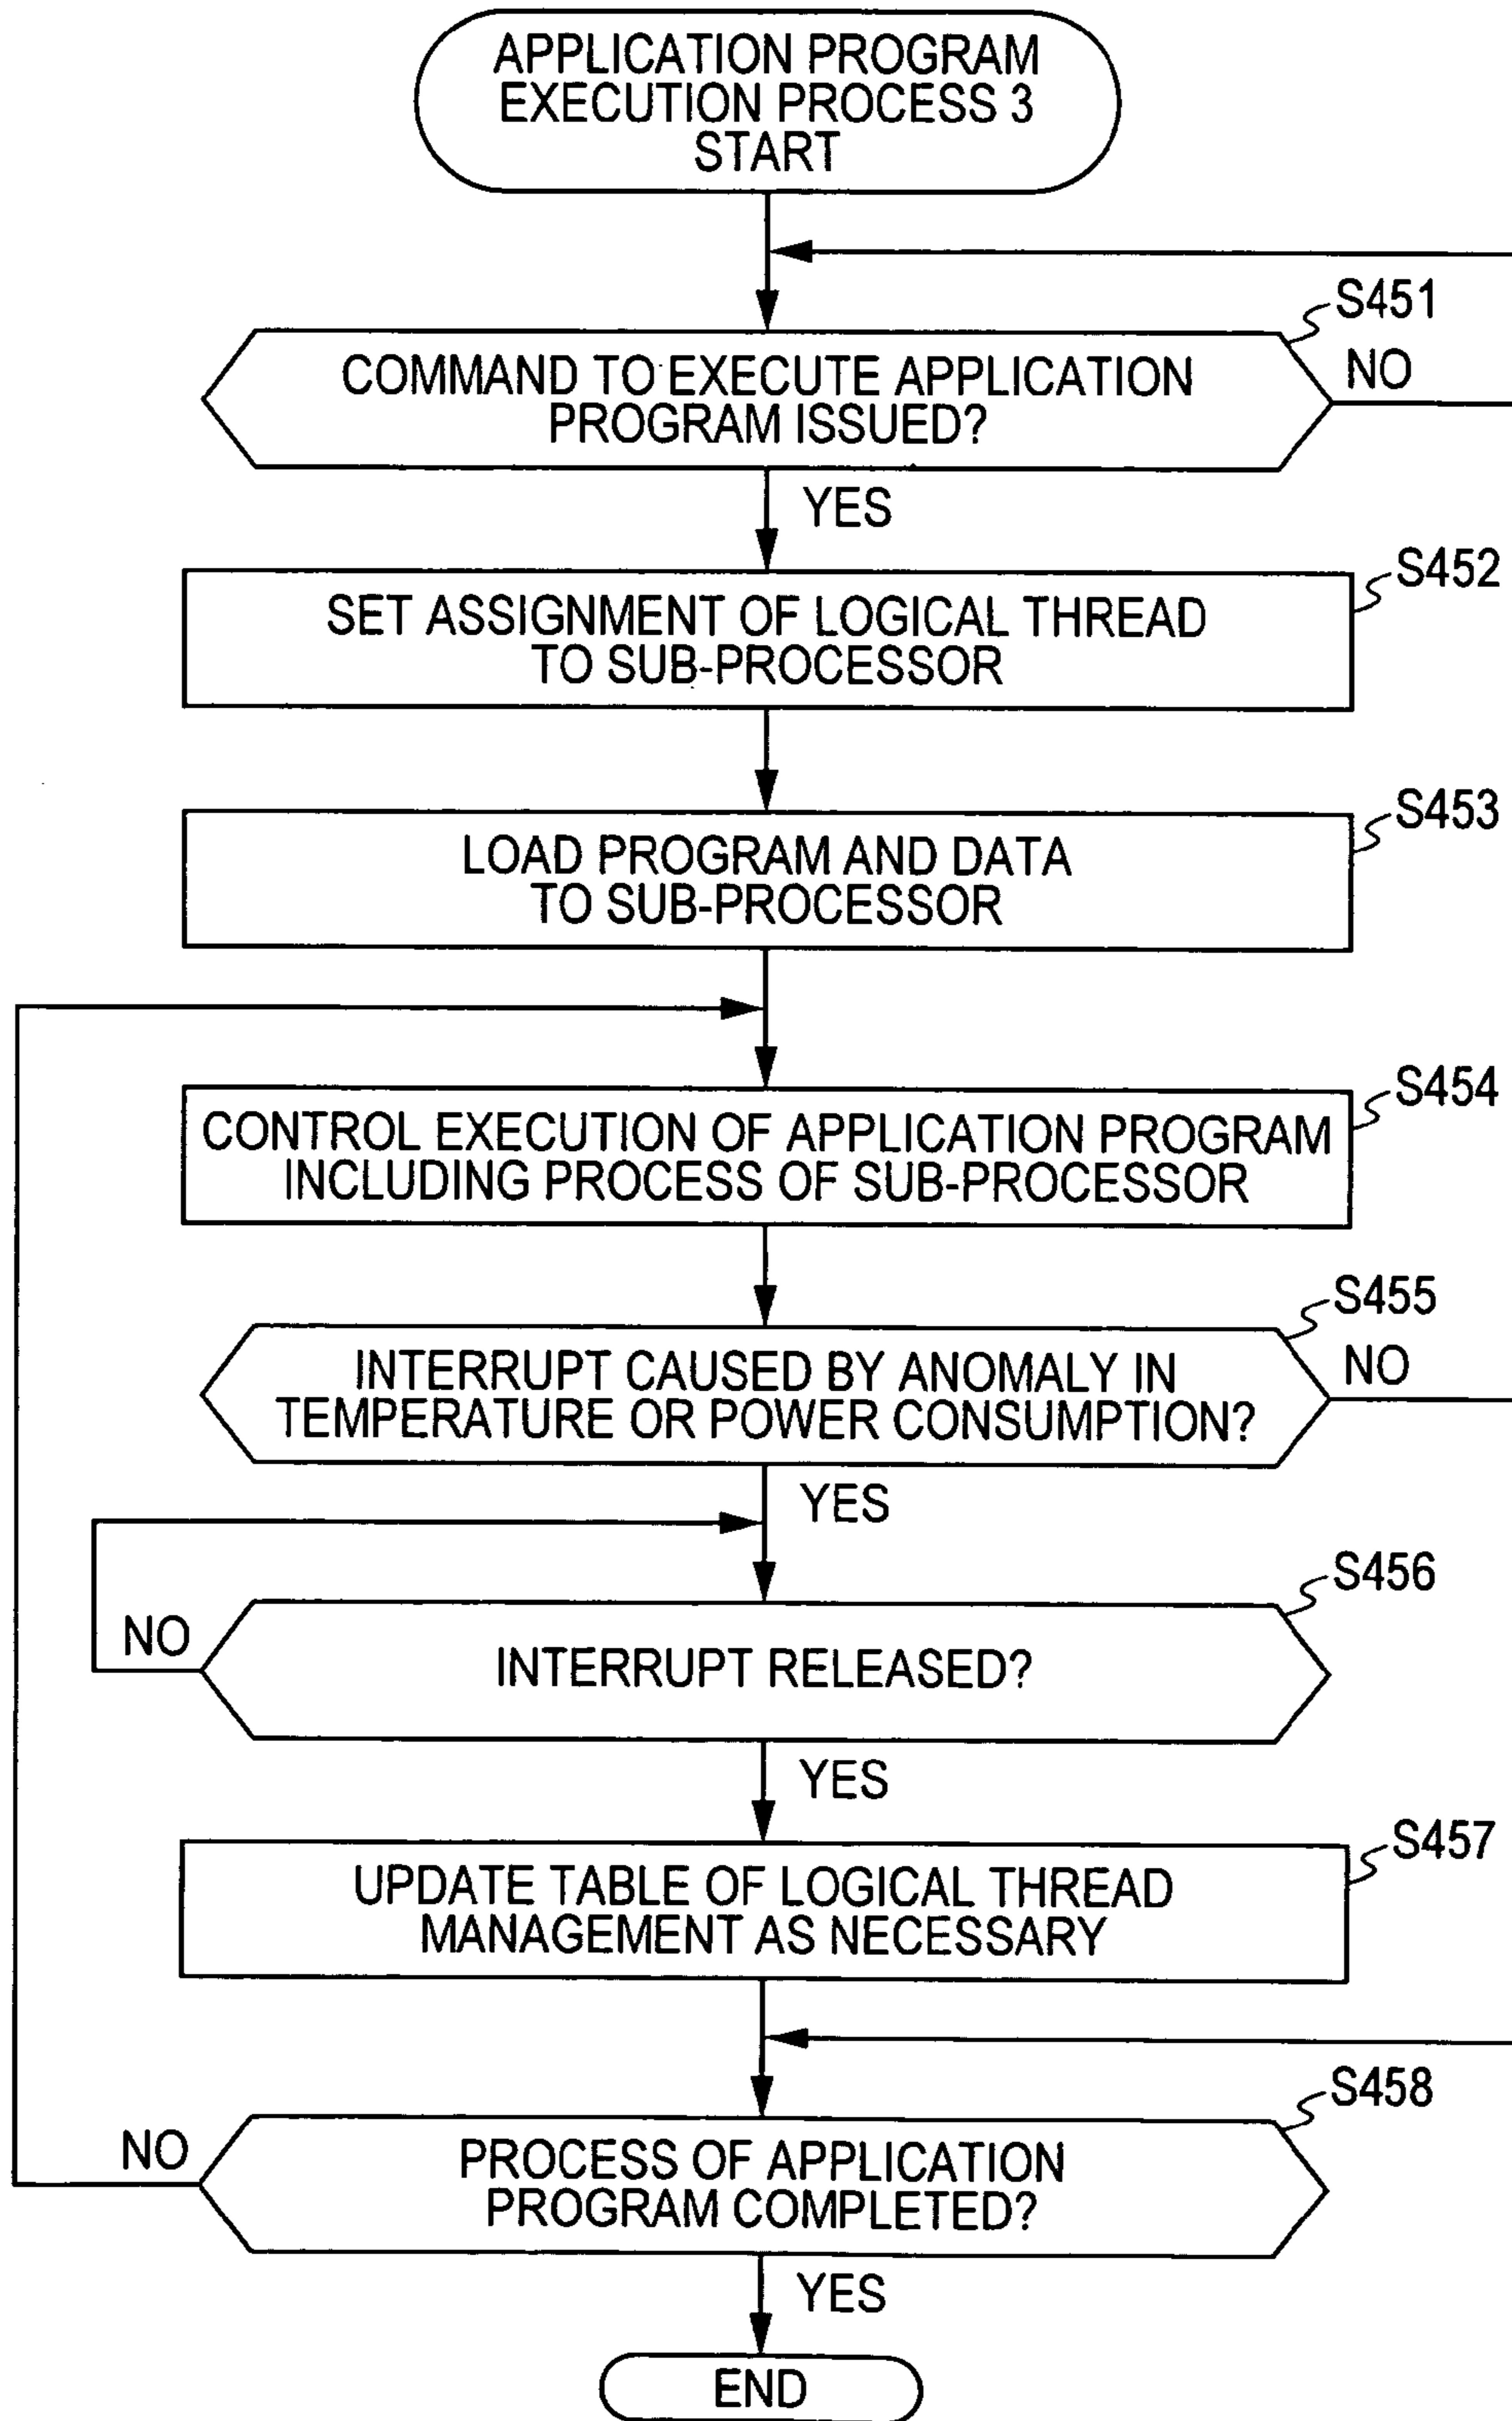 APPLICATION PROGRAM
EXECUTION PROCESS 3
START
S451
COMMAND TO EXECUTE APPLICATION
PROGRAM ISSUED?
NO
YES
S452
SET ASSIGNMENT OF LOGICAL THREAD
TO SUB-PROCESSOR
S453
LOAD PROGRAM AND DATA
TO SUB-PROCESSOR
S454
CONTROL EXECUTION OF APPLICATION PROGRAM
INCLUDING PROCESS OF SUB-PROCESSOR
S455
INTERRUPT CAUSED BY ANOMALY IN
TEMPERATURE OR POWER CONSUMPTION?
NO
YES
S456
NO
INTERRUPT RELEASED?
YES
S457
UPDATE TABLE OF LOGICAL THREAD
MANAGEMENT AS NECESSARY
S458
NO
PROCESS OF APPLICATION
PROGRAM COMPLETED?
YES
END